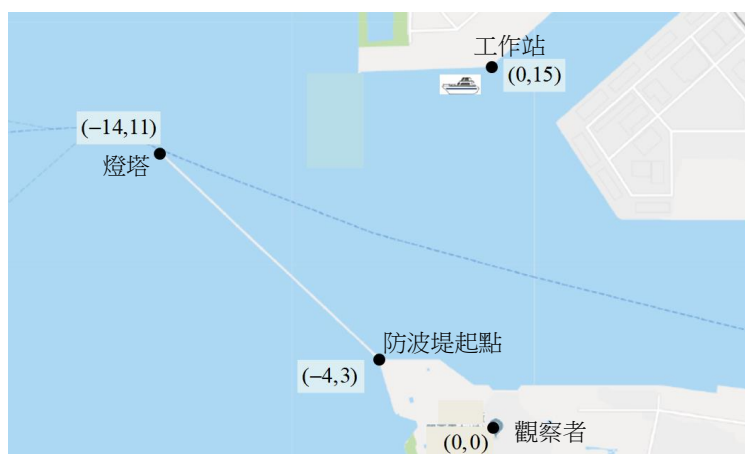 工作站
(0,15)
(−14,11)
燈塔
防波堤起點
(−4,3)
觀察者
(0,0)